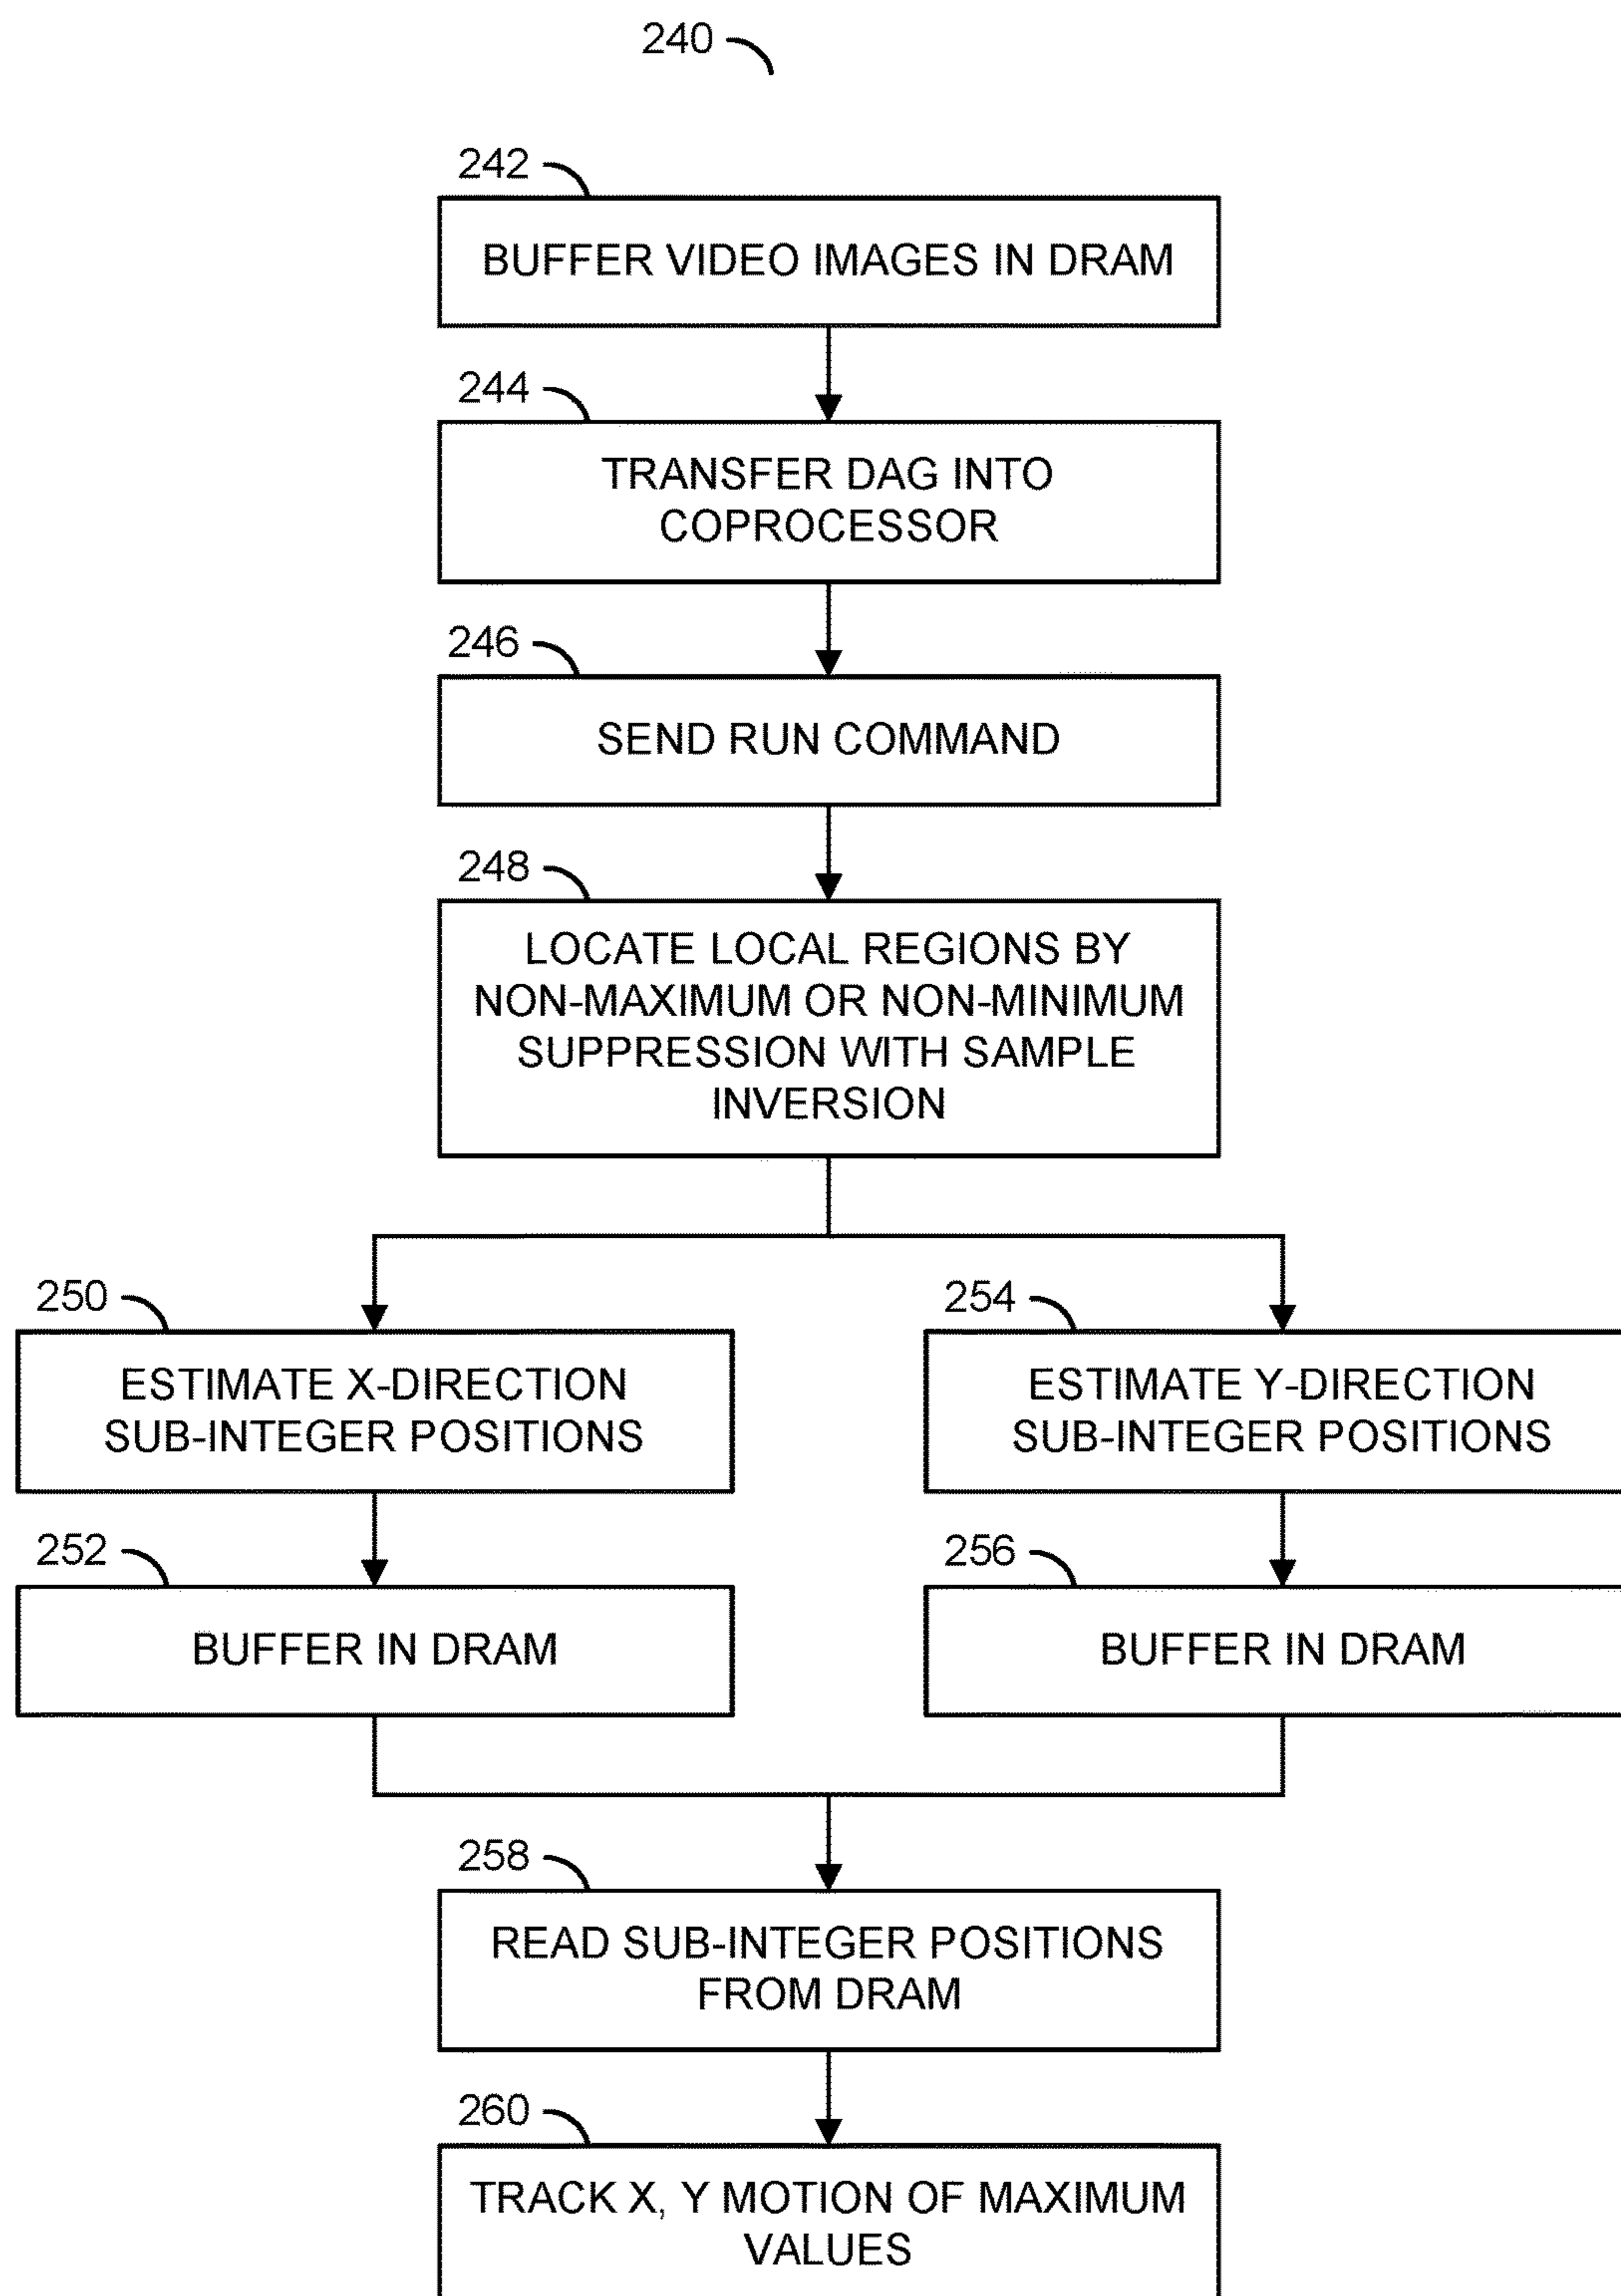 240
242
BUFFER VIDEO IMAGES IN DRAM
244
TRANSFER DAG INTO
COPROCESSOR
246
SEND RUN COMMAND
248
LOCATE LOCAL REGIONS BY
NON-MAXIMUM OR NON-MINIMUM
SUPPRESSION WITH SAMPLE
INVERSION
250
ESTIMATE X-DIRECTION
SUB-INTEGER POSITIONS
254
ESTIMATE Y-DIRECTION
SUB-INTEGER POSITIONS
252
BUFFER IN DRAM
256
BUFFER IN DRAM
258
READ SUB-INTEGER POSITIONS
FROM DRAM
260
TRACK X, Y MOTION OF MAXIMUM
VALUES